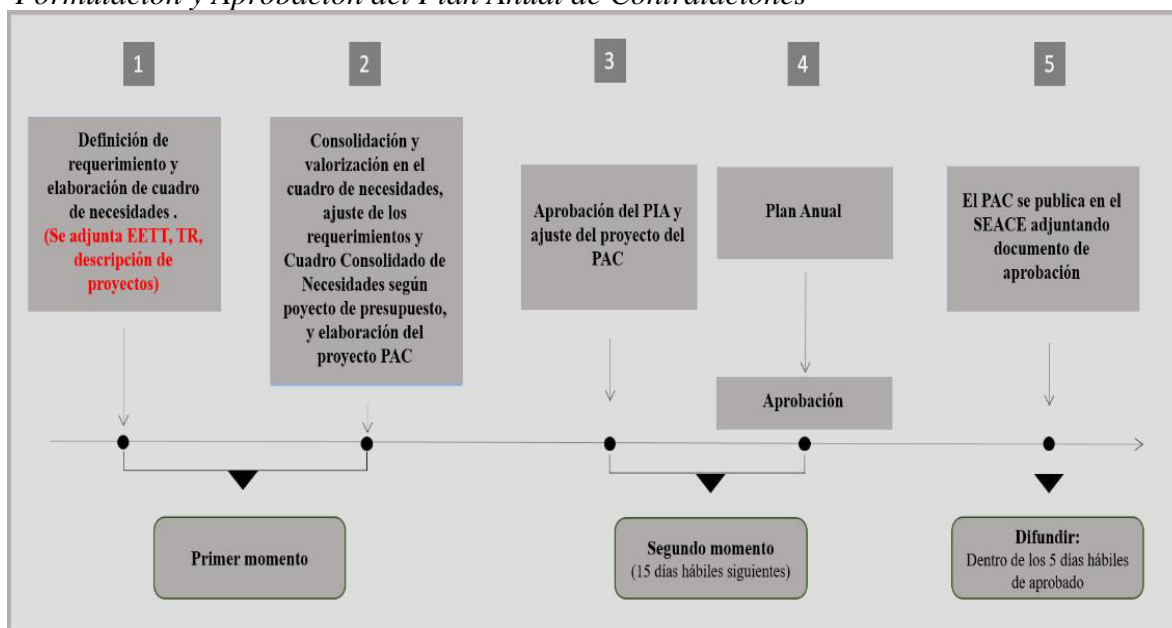 Formulación y Aprobación del Plan Anual de Contrataciones
1
Definición de
requerimiento y
elaboración de cuadro
de necesidades .
(Se adjunta EETT, TR,
descripción de
proyectos)
2
Consolidación y
valorización en el
cuadro de necesidades,
ajuste de los
requerimientos y
Cuadro Consolidado de
Necesidades según
poyecto de presupuesto,
y elaboración del
proyecto PAC
3
Aprobación del PIA y
ajuste del proyecto del
PAC
4
Plan Anual
Aprobación
5
El PAC se publica en el
SEACE adjuntando
documento de
aprobación
Primer momento
Segundo momento
(15 días hábiles siguientes)
Difundir:
Dentro de los 5 días hábiles
de aprobado